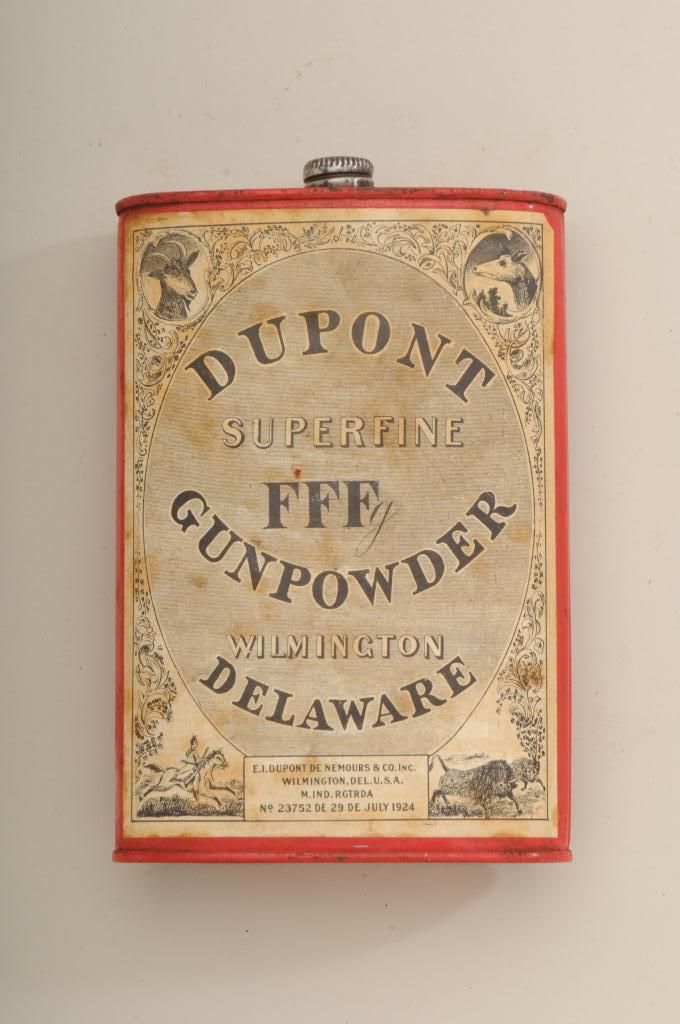 DUPONT
SUPERFINE
FFFg
GUNPOWDER
WILMINGTON
DELAWARE
E.I.DUPONT DE NEMOURS & CO.INC.
WILMINGTON, DEL. U.S.A.
M.IND.RGTRDA
Nº 23752 DE 29 DE JULY 1924